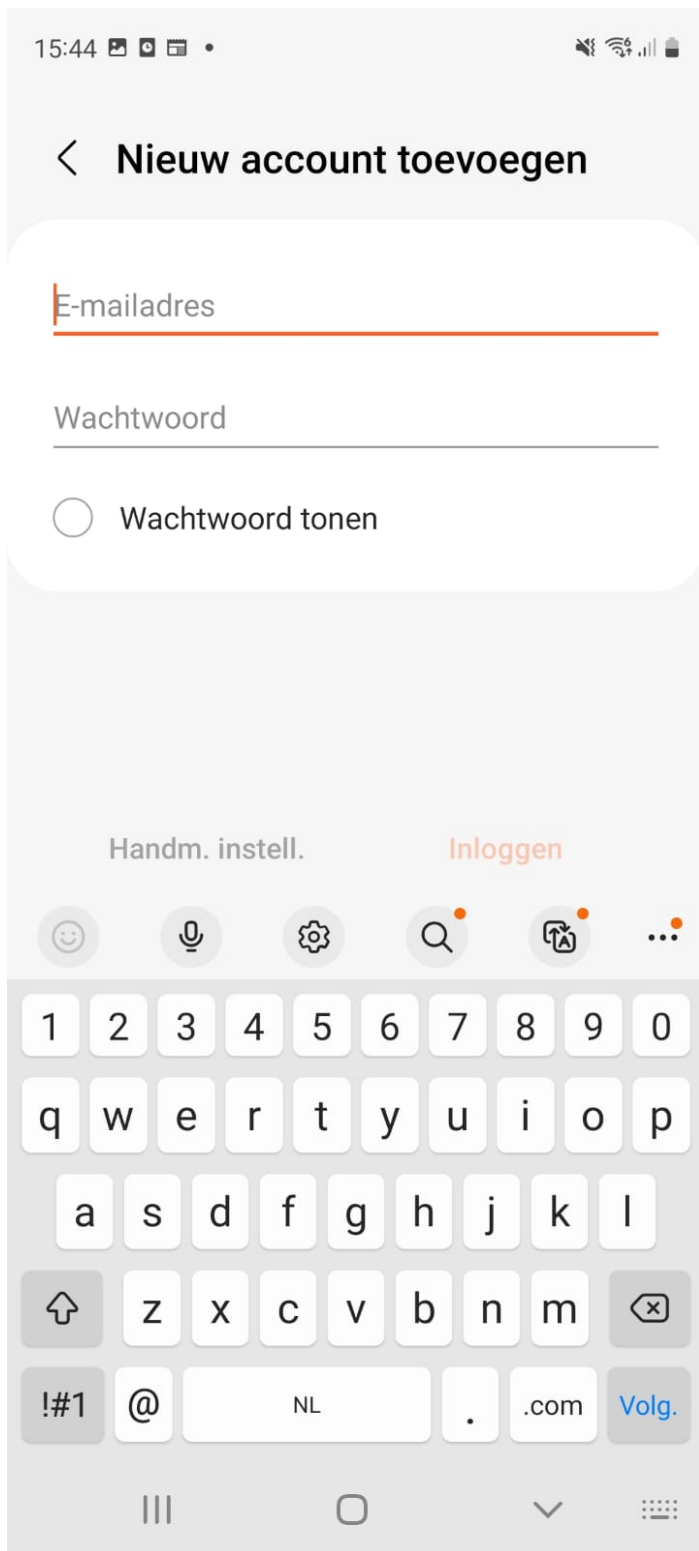 15:44
Nieuw account toevoegen
E-mailadres
Wachtwoord
Wachtwoord tonen
Handm. instell. Inloggen
1 2 3 4 5 6 7 8 9 0
q w e r t y u i o p
a s d f g h j k l
z x c v b n m
!#1 @ NL . .com Volg.